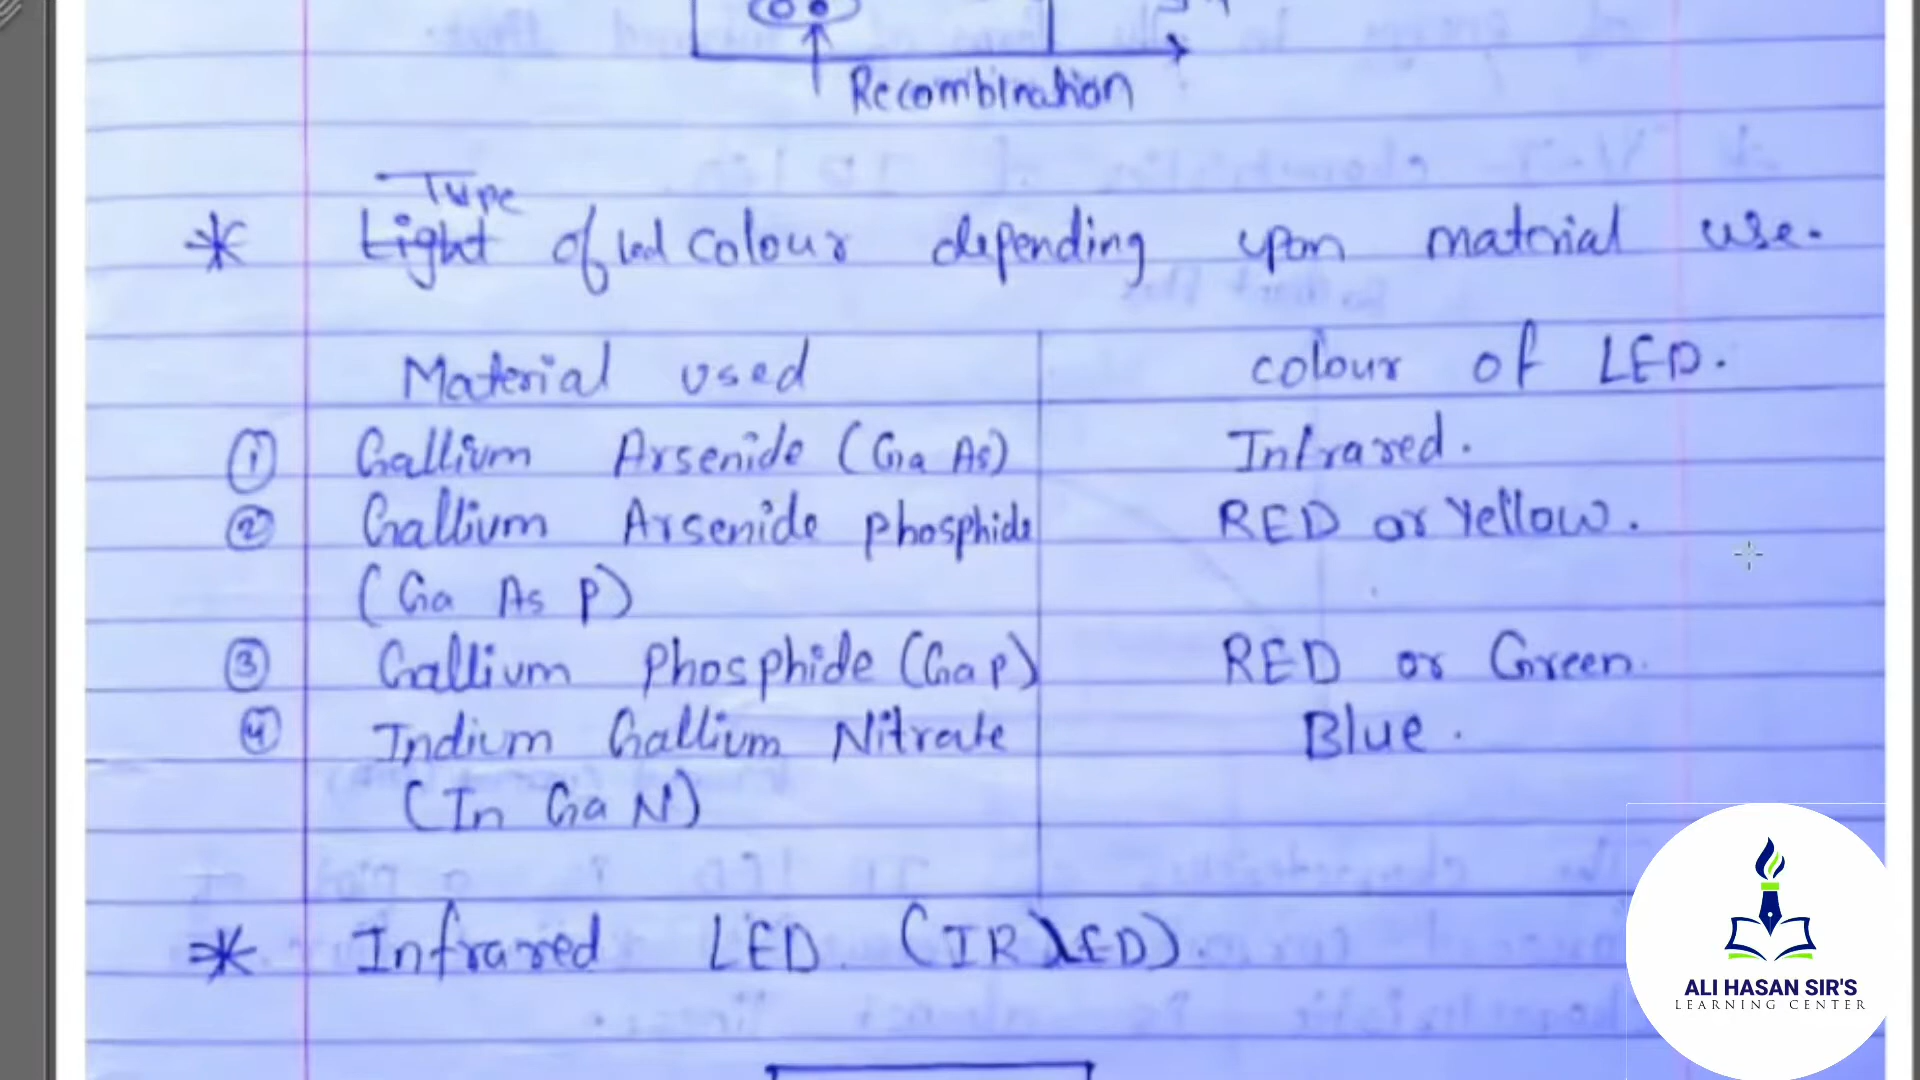 Recombination
Type
* Light of led colour depending upon material use.
Material used colour of LED.
① Gallium Arsenide (Ga As) Infrared.
② Gallium Arsenide phosphide RED or Yellow.
(Ga As P)
③ Gallium Phosphide (Ga P) RED or Green.
④ Indium Gallium Nitrate Blue.
(In Ga N)
* Infrared LED (IR LED).
ALI HASAN SIR'S
LEARNING CENTER